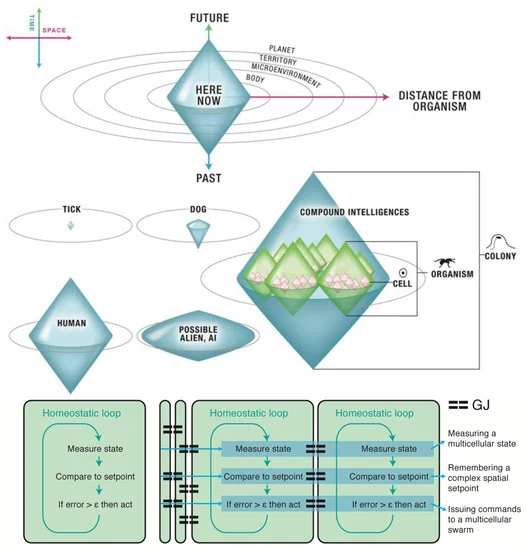 FUTURE
TIME
SPACE
PLANET
TERRITORY
MICROENVIRONMENT
BODY
HERE
NOW
DISTANCE FROM
ORGANISM
PAST
TICK
DOG
COMPOUND INTELLIGENCES
COLONY
ORGANISM
CELL
HUMAN
POSSIBLE
ALIEN, AI
GJ
Homeostatic loop
Measure state
Compare to setpoint
If error > ε then act
Homeostatic loop
Measure state
Compare to setpoint
If error > ε then act
Homeostatic loop
Measure state
Compare to setpoint
If error > ε then act
Measuring a
multicellular state
Remembering a
complex spatial
setpoint
Issuing commands
to a multicellular
swarm